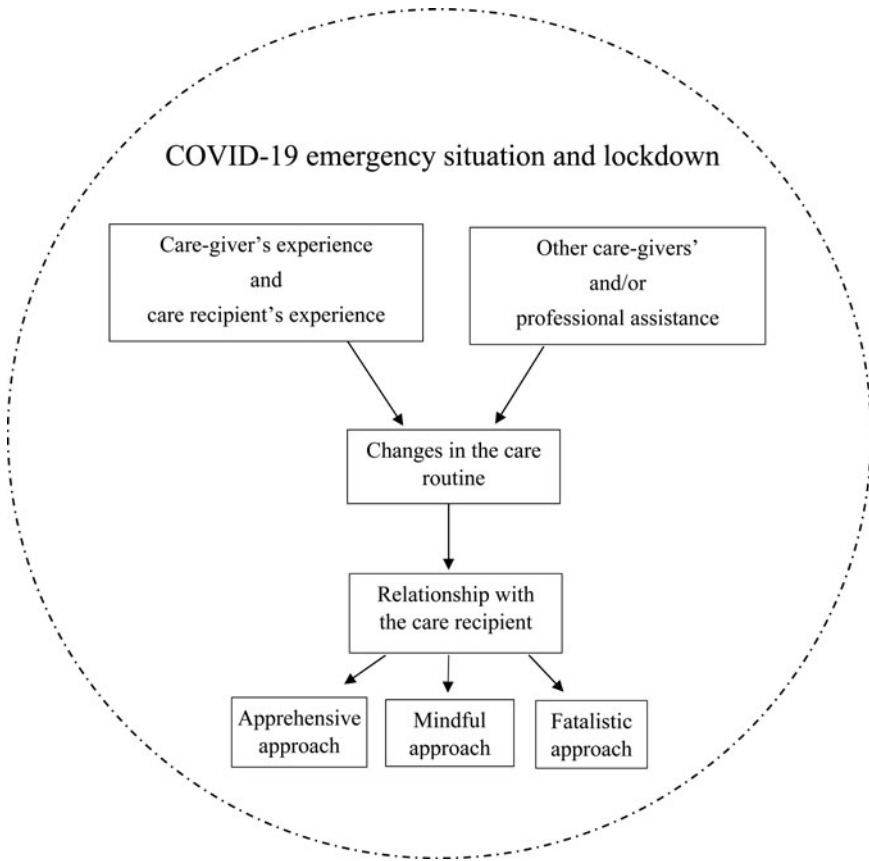 COVID-19 emergency situation and lockdown
Care-giver’s experience
and
care recipient’s experience
Other care-givers’
and/or
professional assistance
Changes in the care
routine
Relationship with
the care recipient
Apprehensive
approach
Mindful
approach
Fatalistic
approach